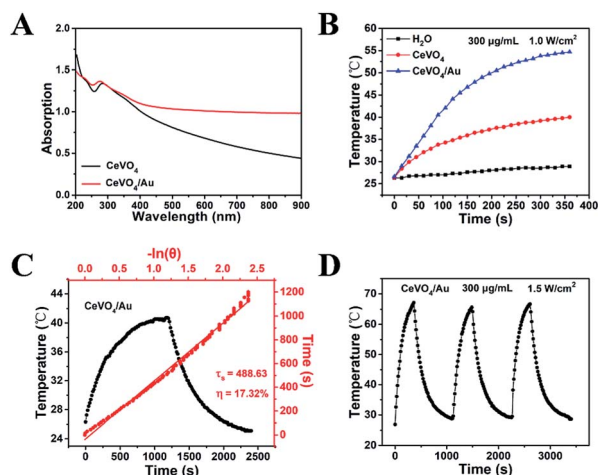 A
2.0
1.5
1.0
0.5
0.0
Absorption
CeVO₄
CeVO₄/Au
200 300 400 500 600 700 800 900
Wavelength (nm)
B
60
55
50
45
40
35
30
25
Temperature (℃)
H₂O 300 μg/mL 1.0 W/cm²
CeVO₄
CeVO₄/Au
0 50 100 150 200 250 300 350 400
Time (s)
C
-ln(θ)
0.0 0.5 1.0 1.5 2.0 2.5
44
40
36
32
28
24
Temperature (℃)
CeVO₄/Au
τₛ = 488.63
η = 17.32%
1200
1000
800
600
400
200
0
Time (s)
0 500 1000 1500 2000 2500
Time (s)
D
70
60
50
40
30
20
Temperature (℃)
CeVO₄/Au 300 μg/mL 1.5 W/cm²
0 1000 2000 3000
Time (s)